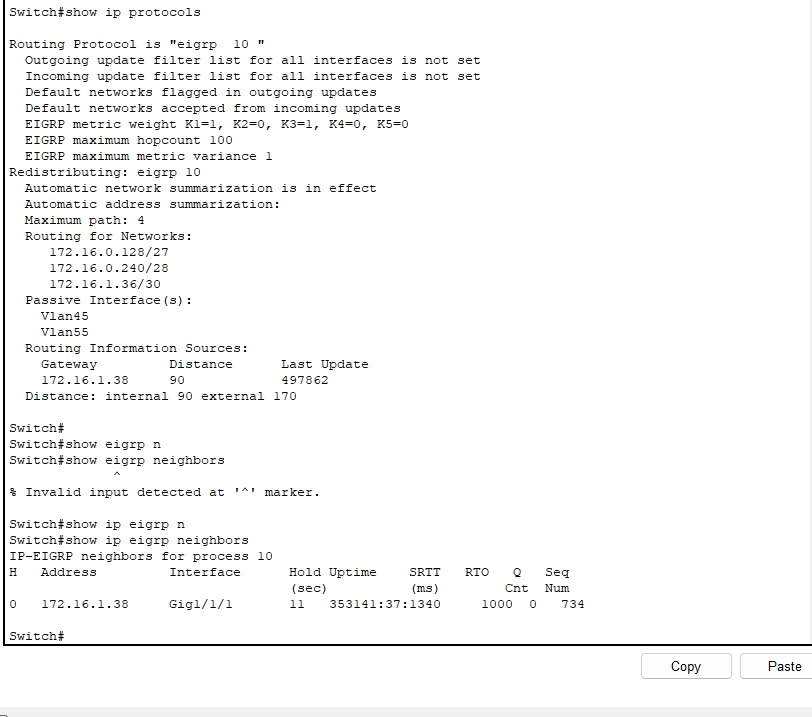 Switch#show ip protocols
Routing Protocol is "eigrp  10 "
  Outgoing update filter list for all interfaces is not set
  Incoming update filter list for all interfaces is not set
  Default networks flagged in outgoing updates
  Default networks accepted from incoming updates
  EIGRP metric weight K1=1, K2=0, K3=1, K4=0, K5=0
  EIGRP maximum hopcount 100
  EIGRP maximum metric variance 1
Redistributing: eigrp 10
  Automatic network summarization is in effect
  Automatic address summarization:
  Maximum path: 4
  Routing for Networks:
     172.16.0.128/27
     172.16.0.240/28
     172.16.1.36/30
  Passive Interface(s):
    Vlan45
    Vlan55
  Routing Information Sources:
    Gateway         Distance      Last Update
    172.16.1.38     90            497862
  Distance: internal 90 external 170
Switch#
Switch#show eigrp n
Switch#show eigrp neighbors
             ^
% Invalid input detected at '^' marker.
Switch#show ip eigrp n
Switch#show ip eigrp neighbors
IP-EIGRP neighbors for process 10
H   Address         Interface      Hold Uptime    SRTT   RTO   Q   Seq
                                   (sec)          (ms)        Cnt  Num
0   172.16.1.38     Gig1/1/1       11   353141:37:1340     1000  0   734
Switch#
Copy Paste